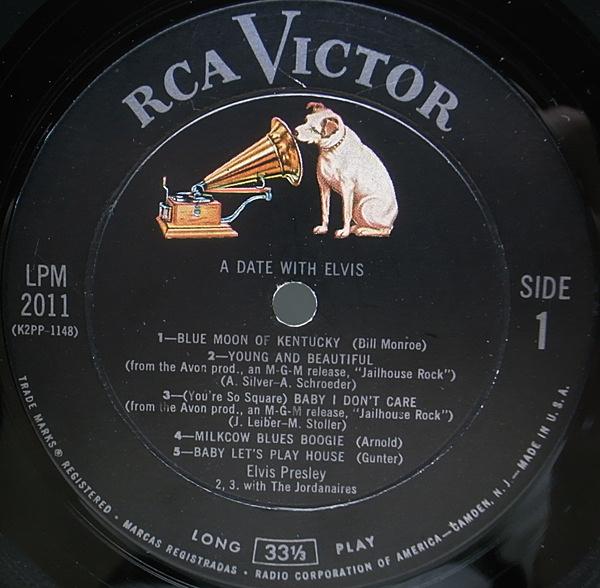 RCA VICTOR
A DATE WITH ELVIS
LPM
2011
(K2PP-1148)
SIDE
1
1—BLUE MOON OF KENTUCKY (Bill Monroe)
2—YOUNG AND BEAUTIFUL
(from the Avon prod., an M-G-M release, "Jailhouse Rock")
(A. Silver-A. Schroeder)
3—(You're So Square) BABY I DON'T CARE
(from the Avon prod., an M-G-M release, "Jailhouse Rock")
(J. Leiber-M. Stoller)
4—MILKCOW BLUES BOOGIE (Arnold)
5—BABY LET'S PLAY HOUSE (Gunter)
Elvis Presley
2, 3. with The Jordanaires
LONG 33⅓ PLAY
TRADE MARKS ® REGISTERED • MARCAS REGISTRADAS • RADIO CORPORATION OF AMERICA—CAMDEN, N. J.—MADE IN U.S.A.